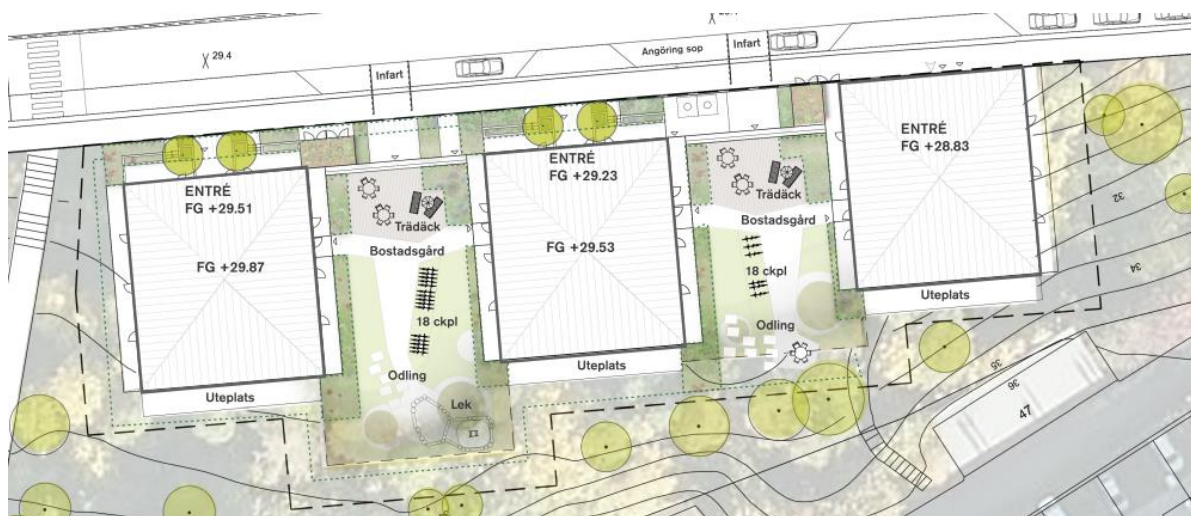 29.4
Infart
Angöring sop
Infart
ENTRÉ
FG +29.51
FG +29.87
Uteplats
Trädäck
Bostadsgård
18 ckpl
Odling
Lek
ENTRÉ
FG +29.23
FG +29.53
Uteplats
Trädäck
Bostadsgård
18 ckpl
Odling
ENTRÉ
FG +28.83
Uteplats
32
34
35
36
47